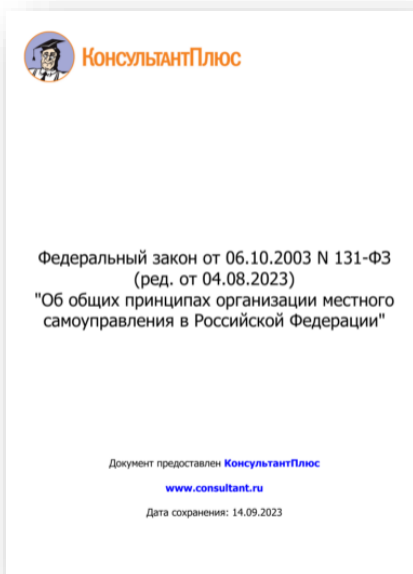 КонсультантПлюс
Федеральный закон от 06.10.2003 N 131-ФЗ
(ред. от 04.08.2023)
"Об общих принципах организации местного
самоуправления в Российской Федерации"
Документ предоставлен КонсультантПлюс
www.consultant.ru
Дата сохранения: 14.09.2023